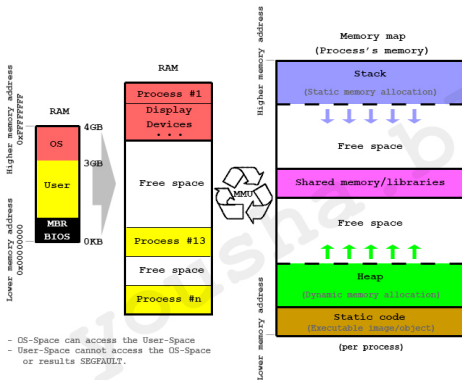 RAM
Higher memory address
0xFFFFFFFF
4GB
OS
3GB
User
MBR
BIOS
0KB
Lower memory address
0x00000000
RAM
Process #1
Display
Devices
. . .
Free space
Process #13
Free space
Process #n
MMU
Memory map
(Process's memory)
Higher memory address
Stack
(Static memory allocation)
Free space
Shared memory/libraries
Free space
Heap
(Dynamic memory allocation)
Static code
(Executable image/object)
Lower memory address
(per process)
- OS-Space can access the User-Space
- User-Space cannot access the OS-Space
or results SEGFAULT.